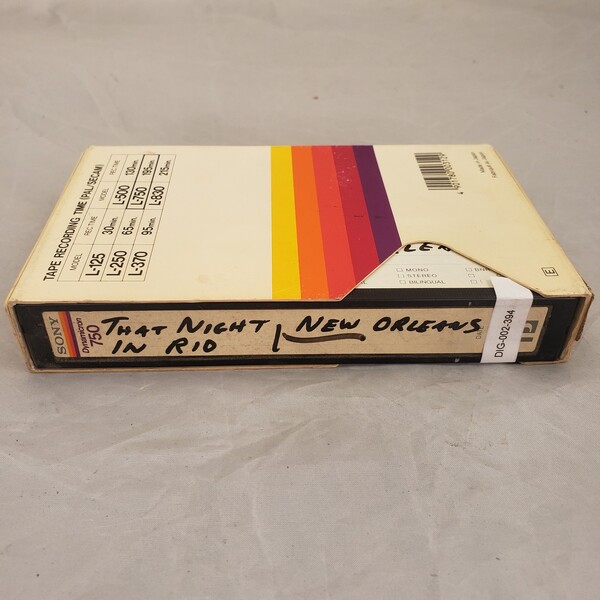 TAPE RECORDING TIME (PAL/SECAM)
MODEL REC TIME MODEL REC TIME
L-125 30min. L-500 130min.
L-250 65min. L-750 195min.
L-370 95min. L-830 215min.
E
MONO
STEREO
BILINGUAL
SONY
Dynamicron
750
THAT NIGHT
IN RIO
NEW ORLEANS
DIG-002-394